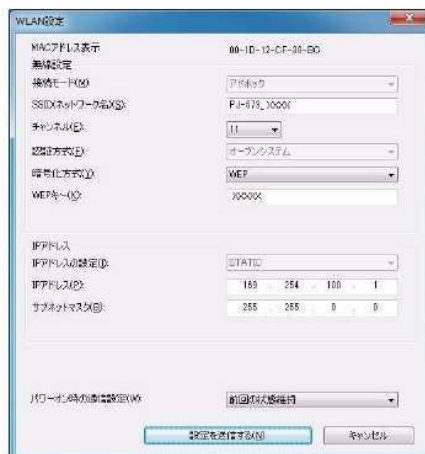 WLAN設定
MACアドレス表示 00-1D-12-CF-30-BC
無線設定
接続モード(M) アドホック
SSID(ネットワーク名)(S): PJ-673_XXXX
チャンネル(E): 11
認証方式(F): オープンシステム
暗号化方式(Y): WEP
WEPキー(K): XXXXX
IPアドレス
IPアドレスの設定(I): STATIC
IPアドレス(P): 169 . 254 . 100 . 1
サブネットマスク(B): 255 . 255 . 0 . 0
パワーオン時の通信設定(W): 前回の状態維持
設定を送信する(N) キャンセル